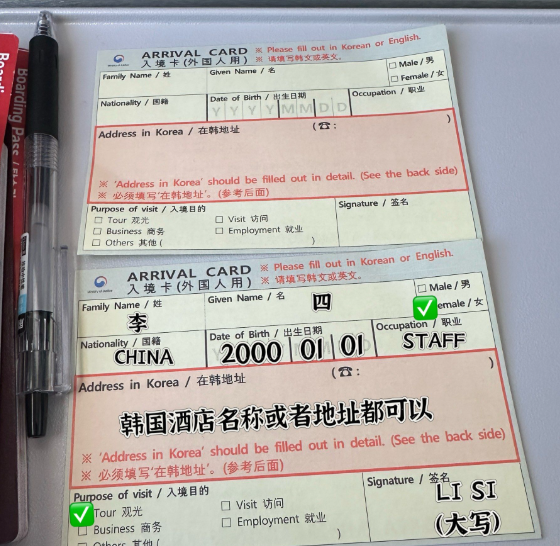 Boarding
Boarding Pass
ARRIVAL CARD ※ Please fill out in Korean or English.
入境卡(外国人用) ※ 请填写韩文或英文。
Family Name / 姓 Given Name / 名 □ Male / 男
□ Female / 女
Nationality / 国籍 Date of Birth / 出生日期 Occupation / 职业
Y Y Y Y M M D D
Address in Korea / 在韩地址 (☎: )
※ 'Address in Korea' should be filled out in detail. (See the back side)
※ 必须填写'在韩地址'。(参考后面)
Purpose of visit / 入境目的 Signature / 签名
□ Tour 观光 □ Visit 访问
□ Business 商务 □ Employment 就业
□ Others 其他 ( )
ARRIVAL CARD ※ Please fill out in Korean or English.
入境卡(外国人用) ※ 请填写韩文或英文。
Family Name / 姓 Given Name / 名 □ Male / 男
李 四 ✅emale / 女
Nationality / 国籍 Date of Birth / 出生日期 Occupation / 职业
CHINA 2000 01 01 STAFF
Address in Korea / 在韩地址 (☎: )
韩国酒店名称或者地址都可以
※ 'Address in Korea' should be filled out in detail. (See the back side)
※ 必须填写'在韩地址'。(参考后面)
Purpose of visit / 入境目的 Signature / 签名
✅Tour 观光 □ Visit 访问 LI SI
□ Business 商务 □ Employment 就业 (大写)
□ Others 其他 ( )